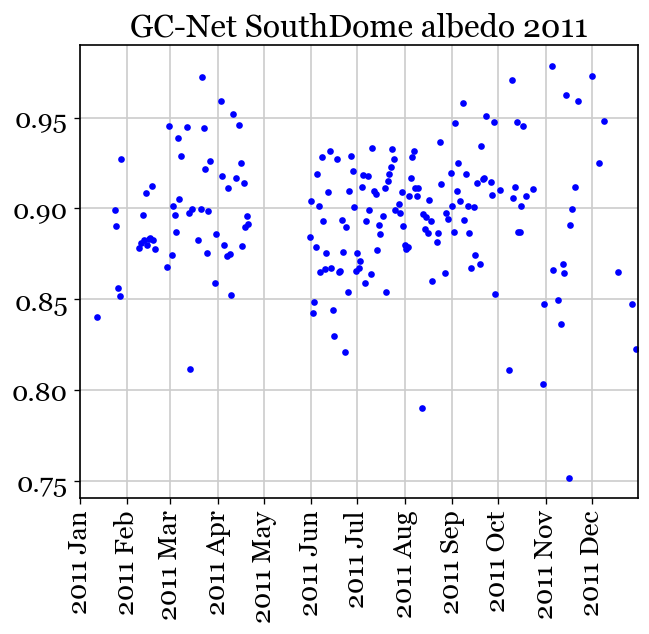 GC-Net SouthDome albedo 2011
0.95
0.90
0.85
0.80
0.75
2011 Jan
2011 Feb
2011 Mar
2011 Apr
2011 May
2011 Jun
2011 Jul
2011 Aug
2011 Sep
2011 Oct
2011 Nov
2011 Dec